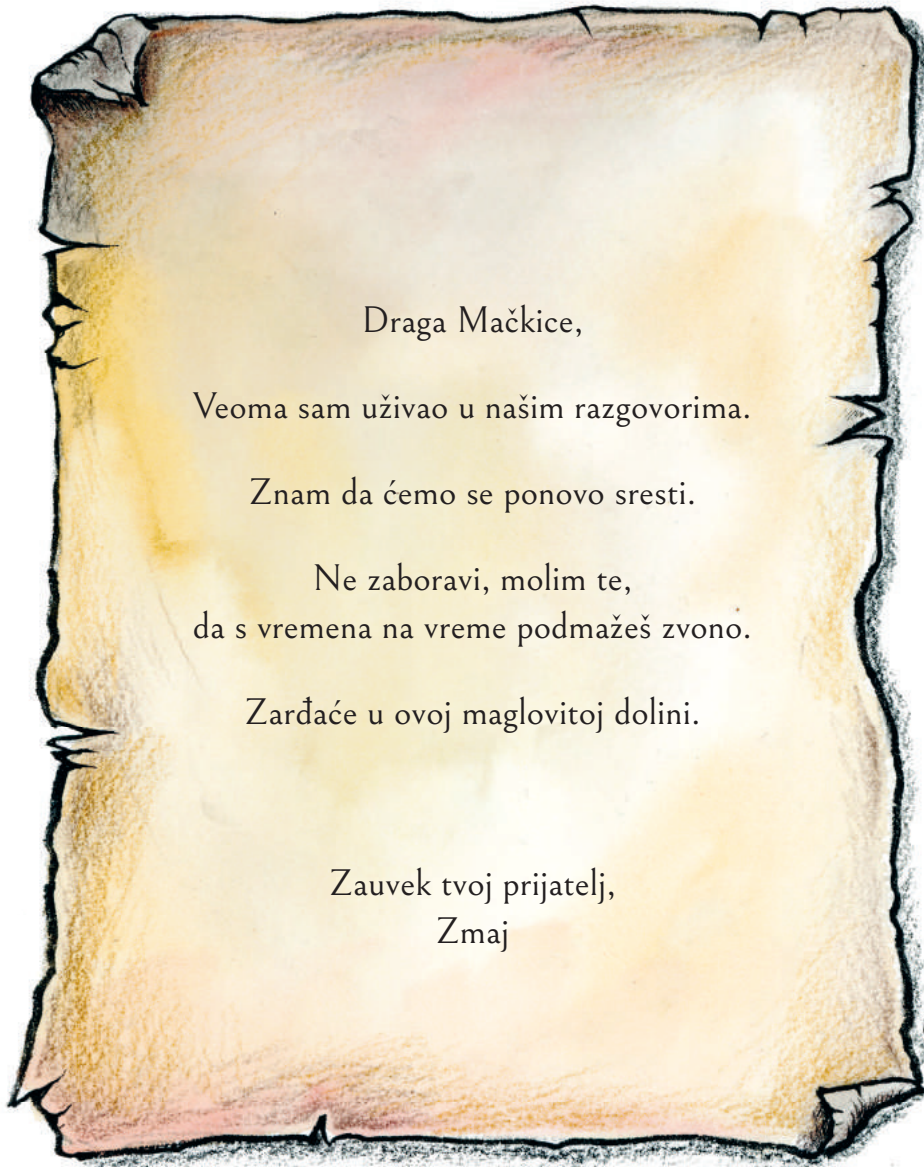 Draga Mačkice,
Veoma sam uživao u našim razgovorima.
Znam da ćemo se ponovo sresti.
Ne zaboravi, molim te,
da s vremena na vreme podmažeš zvono.
Zarđaće u ovoj maglovitoj dolini.
Zauvek tvoj prijatelj,
Zmaj